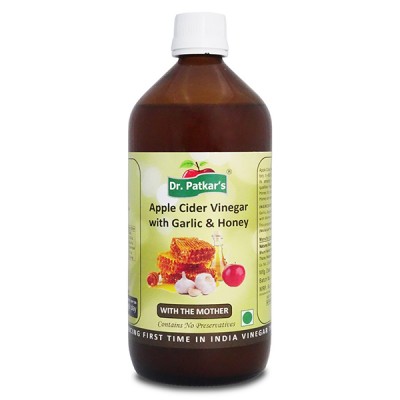 Dr. Patkar's
®
Apple Cider Vinegar
with Garlic & Honey
WITH THE MOTHER
Contains No Preservatives
CING FIRST TIME IN INDIA VINEGAR